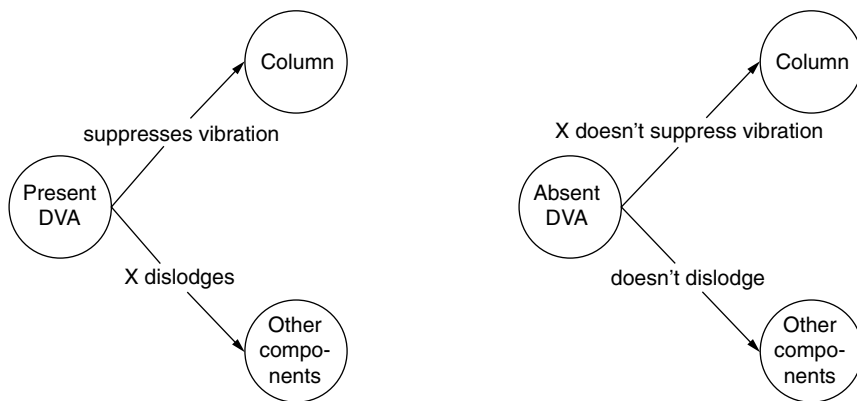 Column
suppresses vibration
Present
DVA
X dislodges
Other
compo-
nents
Column
X doesn’t suppress vibration
Absent
DVA
doesn’t dislodge
Other
compo-
nents